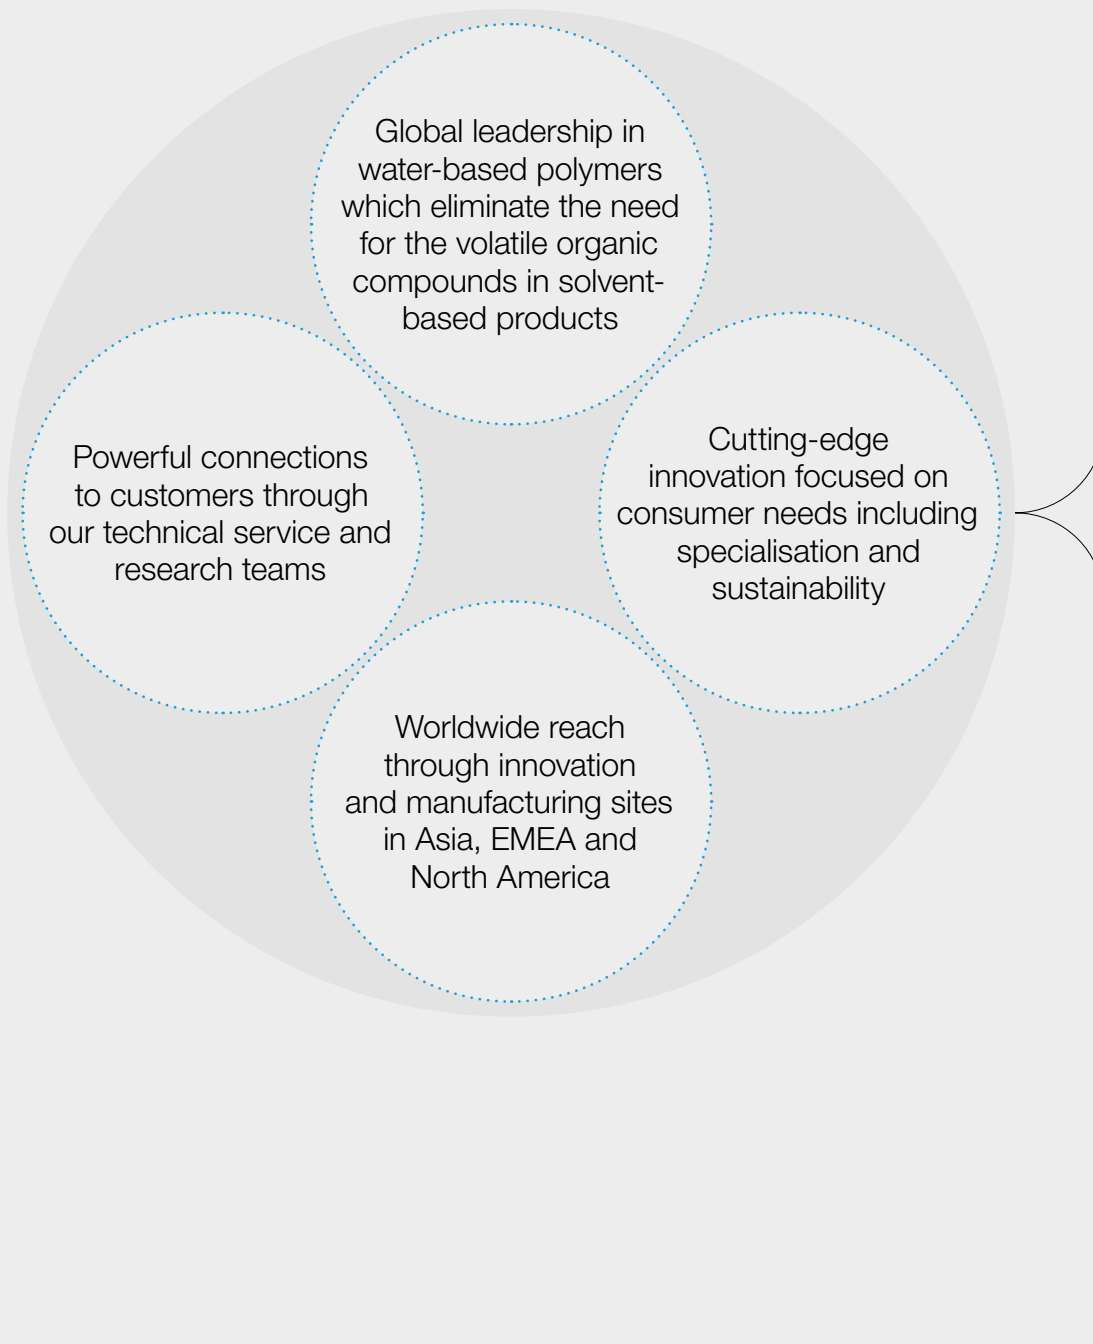 Global leadership in
water-based polymers
which eliminate the need
for the volatile organic
compounds in solvent-
based products
Powerful connections
to customers through
our technical service and
research teams
Cutting-edge
innovation focused on
consumer needs including
specialisation and
sustainability
Worldwide reach
through innovation
and manufacturing sites
in Asia, EMEA and
North America